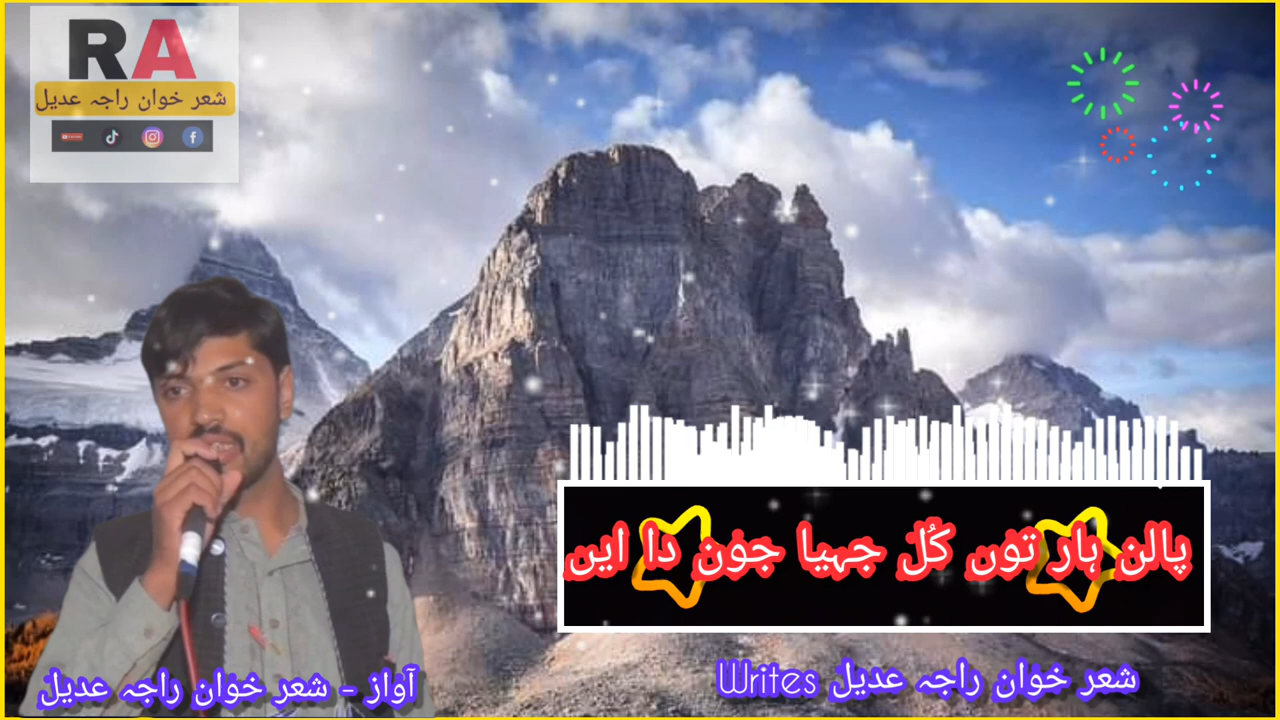 RA
شعر خوان راجہ عدیل
پالن ہار توں کُل جہیا جون دا ایں
شعر خوان راجہ عدیل Writes
آواز - شعر خوان راجہ عدیل